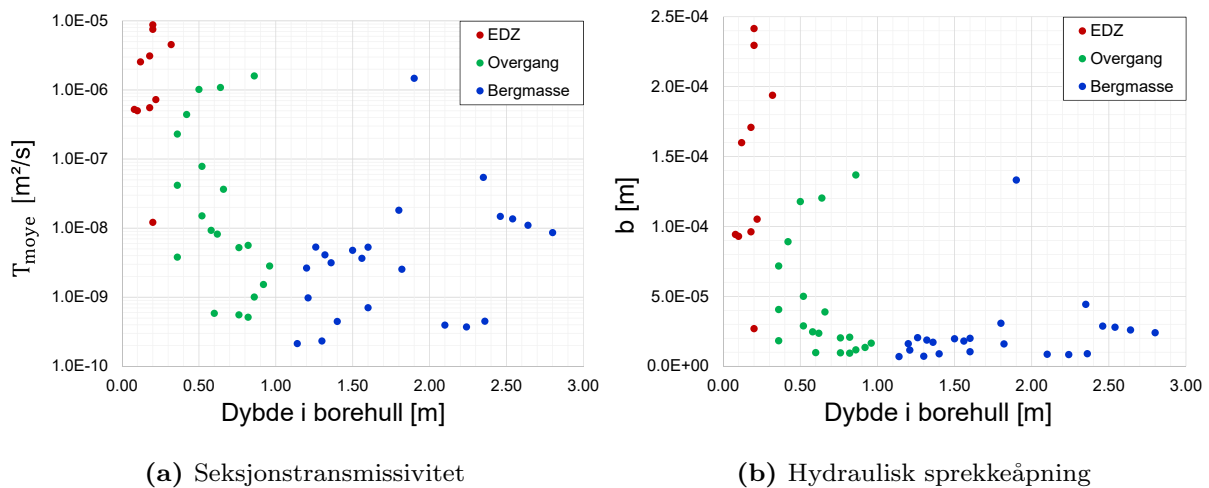 1.0E-05
1.0E-06
1.0E-07
1.0E-08
1.0E-09
1.0E-10
T_moye [m²/s]
EDZ
Overgang
Bergmasse
0.00 0.50 1.00 1.50 2.00 2.50 3.00
Dybde i borehull [m]
(a) Seksjonstransmissivitet
2.5E-04
2.0E-04
1.5E-04
1.0E-04
5.0E-05
0.0E+00
b [m]
EDZ
Overgang
Bergmasse
0.00 0.50 1.00 1.50 2.00 2.50 3.00
Dybde i borehull [m]
(b) Hydraulisk sprekkeåpning